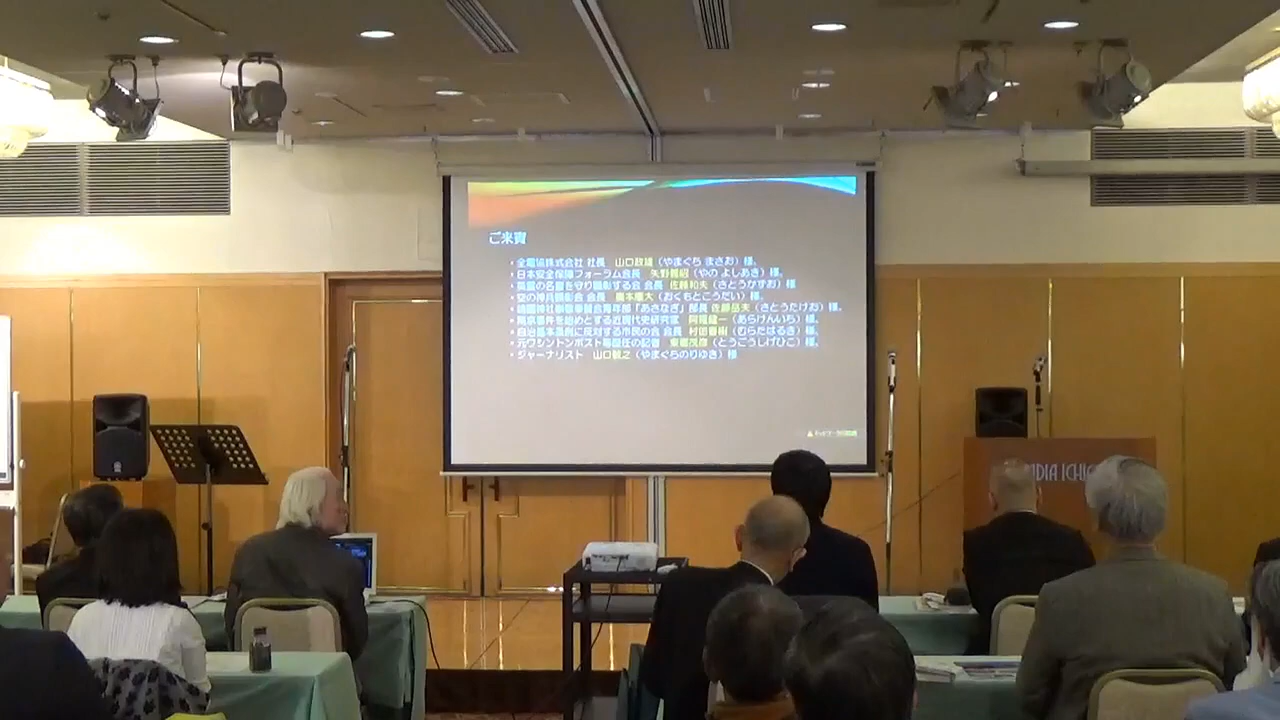 ご来賓
・全電協株式会社 社長 山口政雄（やまぐち まさお）様、
・日本安全保障フォーラム会長 矢野義昭（やの よしあき）様、
・英霊の名誉を守り顕彰する会 会長 佐藤和夫（さとうかずお）様
・空の神兵顕彰会 会長 奥本康大（おくもとこうだい）様、
・靖国神社崇敬奉賛会青年部「あさなぎ」部長 佐藤岳夫（さとうたけお）様、
・南京事件を始めとする近現代史研究家 阿羅健一（あらけんいち）様、
・自治基本条例に反対する市民の会 会長 村田春樹（むらたはるき）様、
・元ワシントンポスト 記者 東郷茂彦（とうごうしげひこ）様、
・ジャーナリスト 山口敬之（やまぐちのりゆき）様
NDIA ICHI